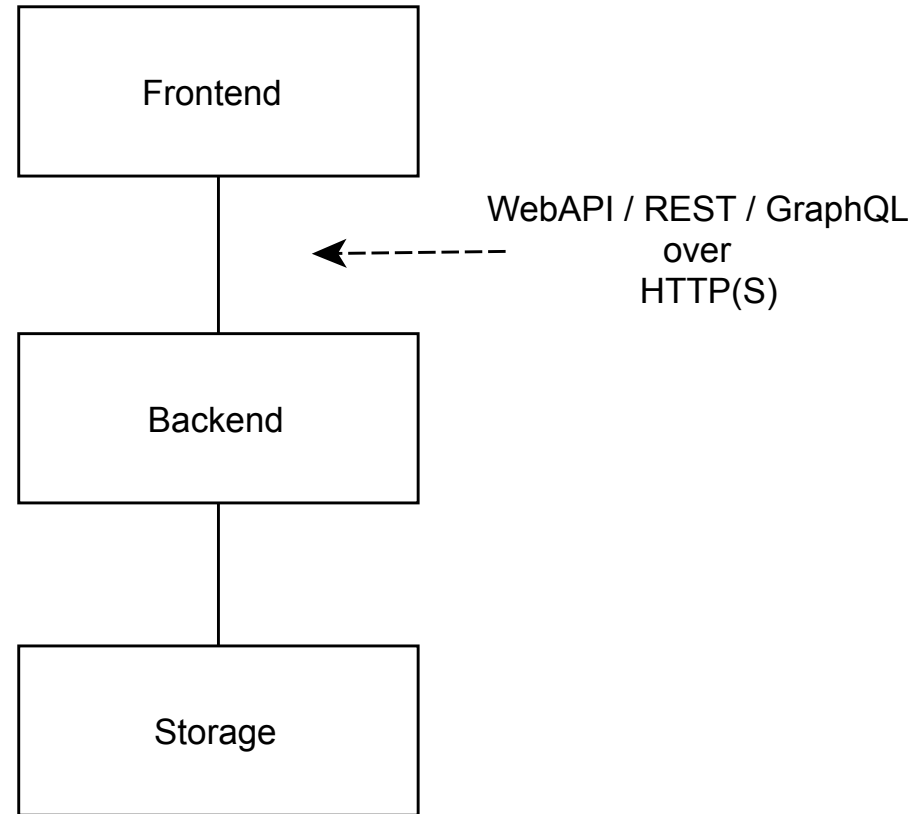 Frontend
WebAPI / REST / GraphQL
over
HTTP(S)
Backend
Storage